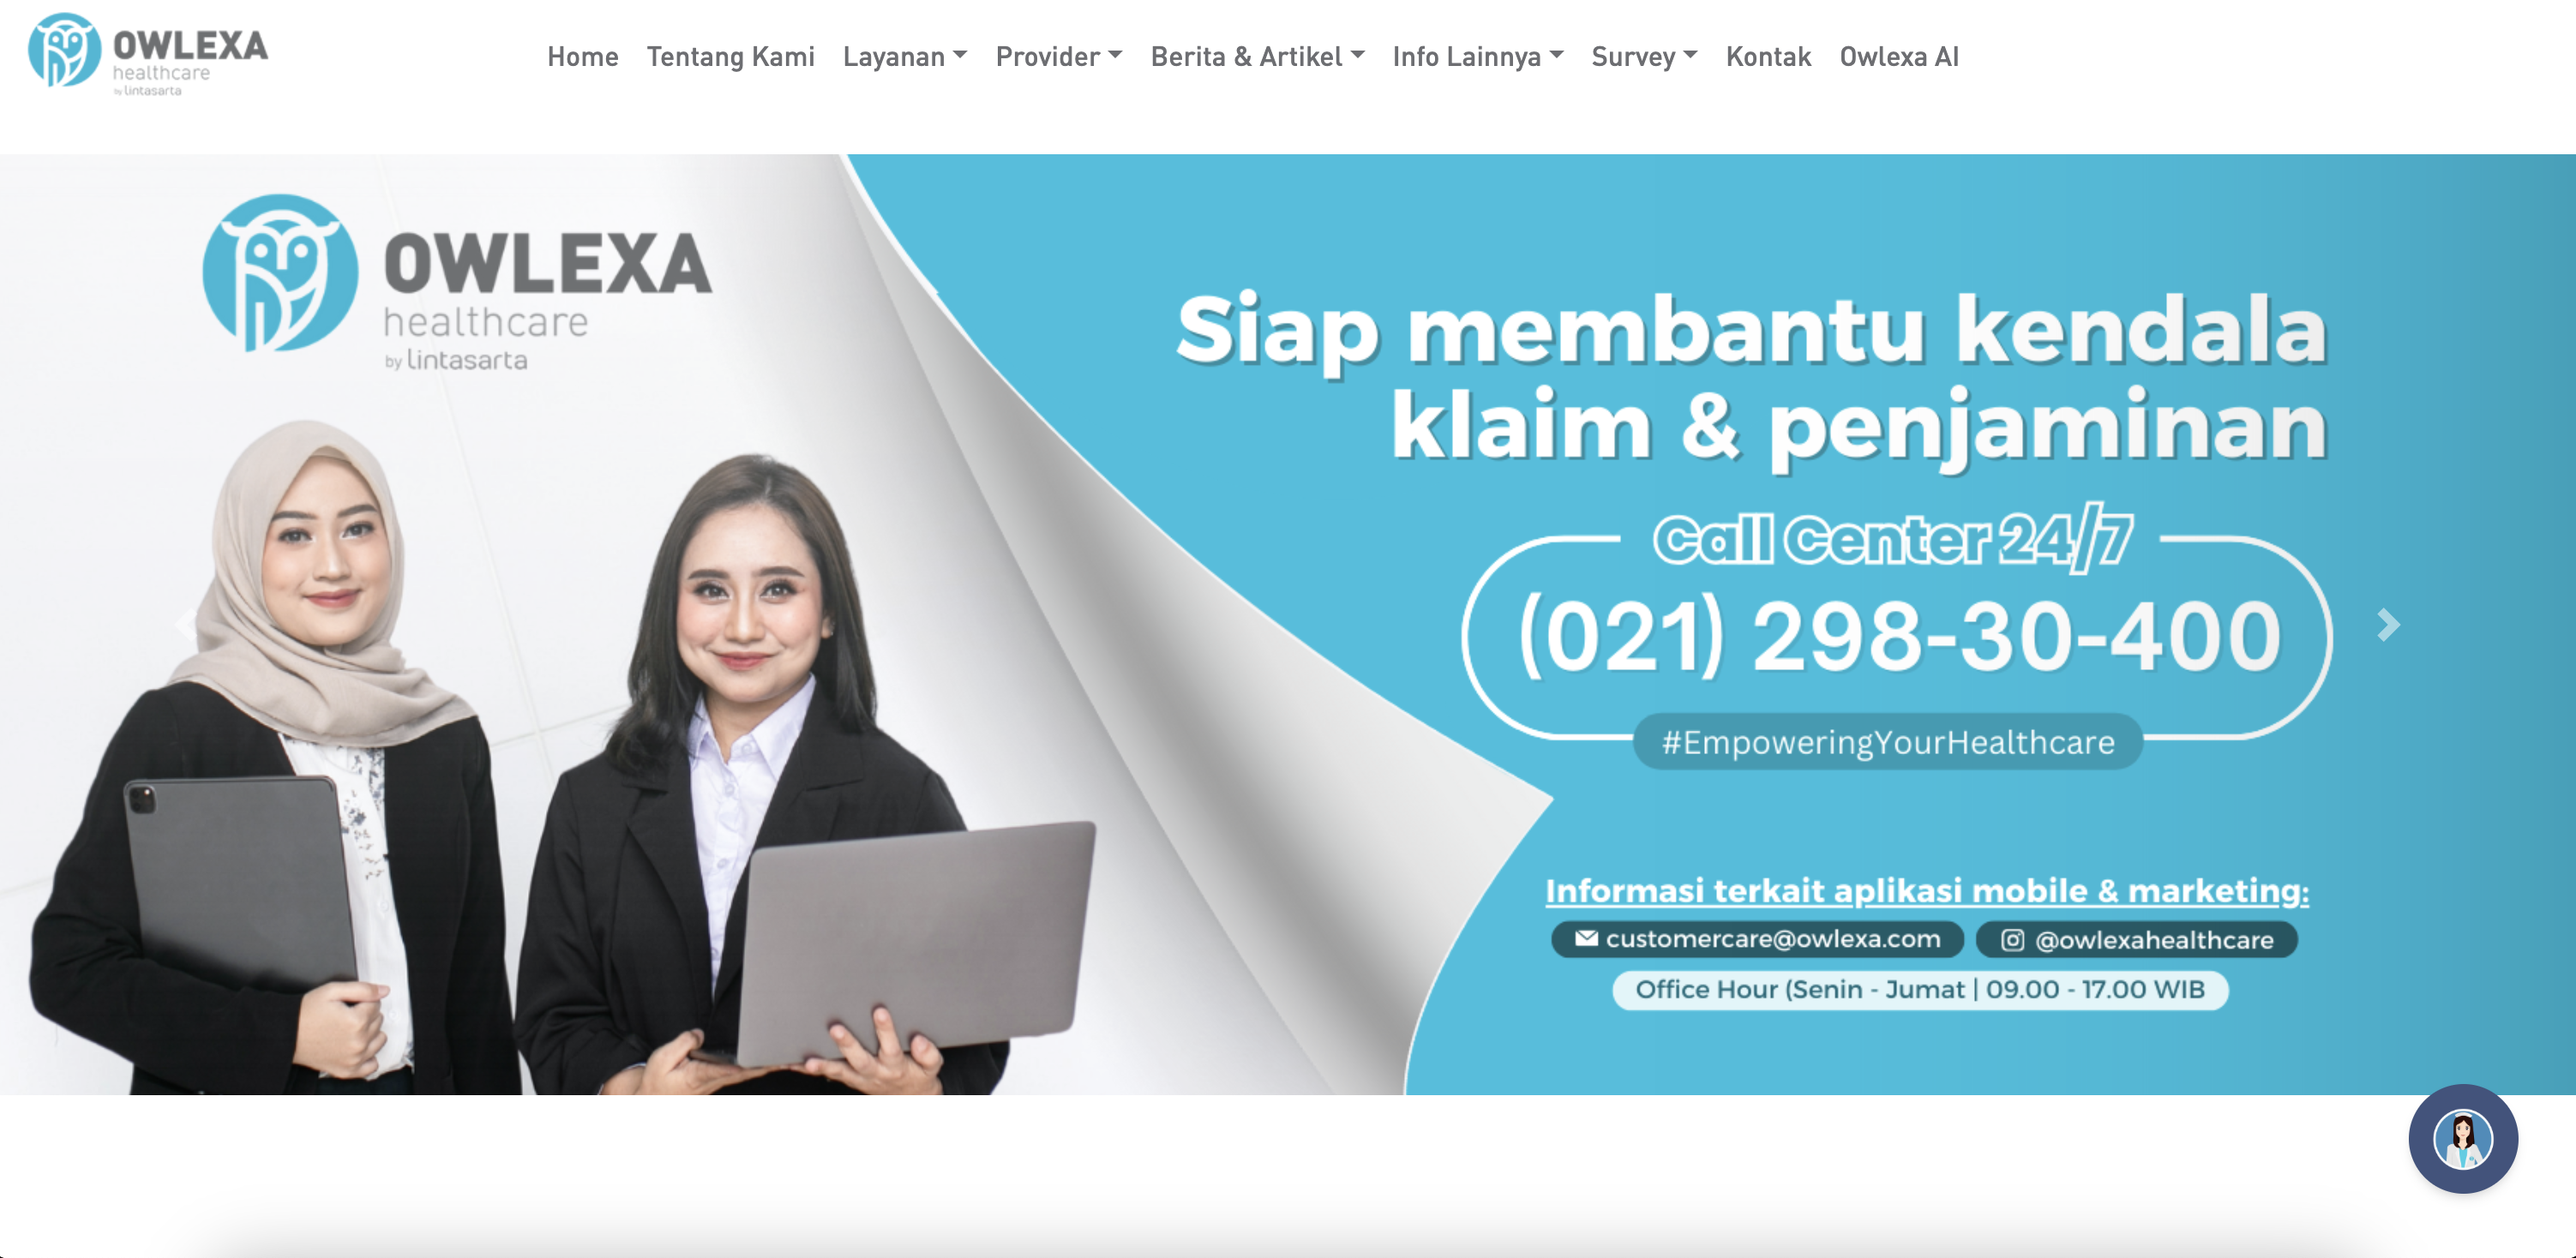 OWLEXA
healthcare
by lintasarta
Home Tentang Kami Layanan Provider Berita & Artikel Info Lainnya Survey Kontak Owlexa AI
OWLEXA
healthcare
by lintasarta
Siap membantu kendala
klaim & penjaminan
Call Center 24/7
(021) 298-30-400
#EmpoweringYourHealthcare
Informasi terkait aplikasi mobile & marketing:
customercare@owlexa.com @owlexahealthcare
Office Hour (Senin - Jumat | 09.00 - 17.00 WIB